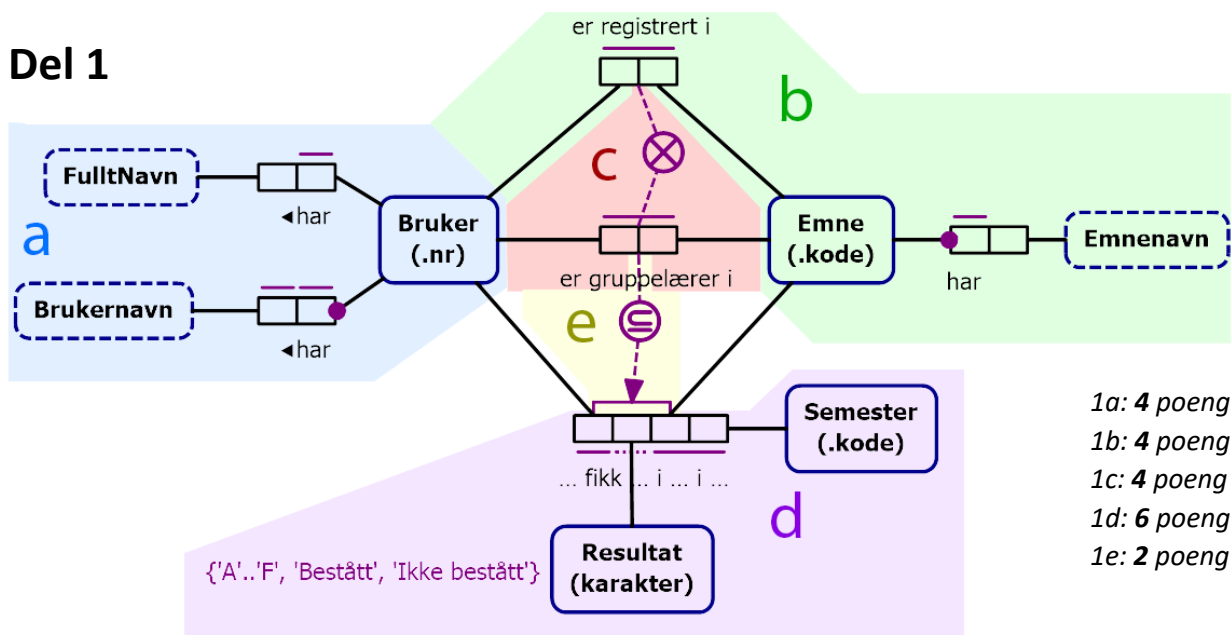 Del 1
er registrert i
b
FulltNavn
◄har
a
c
Bruker
(.nr)
Emne
(.kode)
Emnenavn
har
er gruppelærer i
Brukernavn
◄har
e
⊆
Semester
(.kode)
... fikk ... i ... i ...
d
Resultat
(karakter)
{'A'..'F', 'Bestått', 'Ikke bestått'}
1a: 4 poeng
1b: 4 poeng
1c: 4 poeng
1d: 6 poeng
1e: 2 poeng